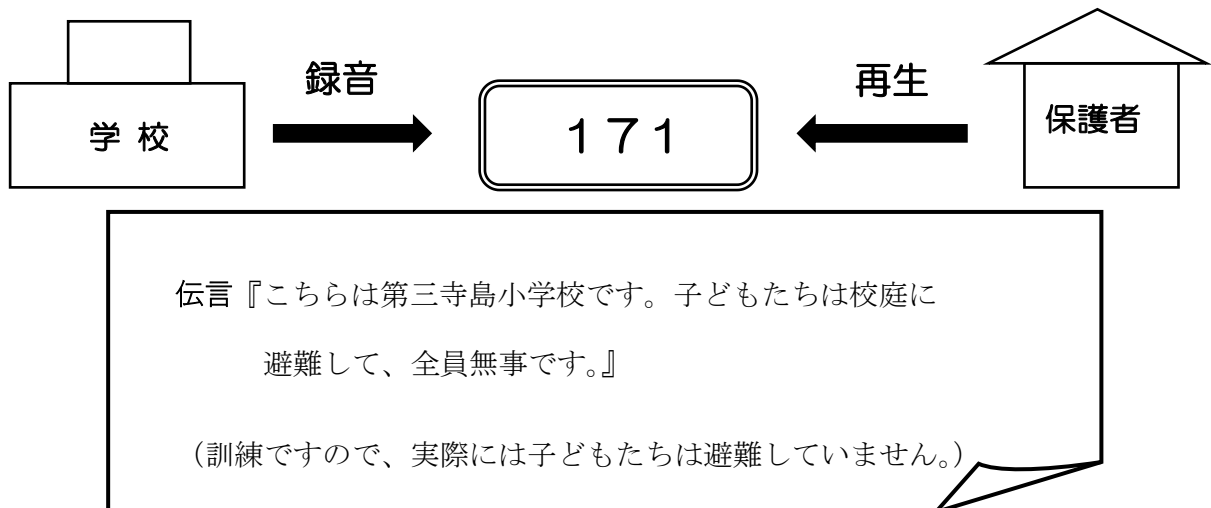 録音
再生
学校
171
保護者
伝言『こちらは第三寺島小学校です。子どもたちは校庭に
避難して、全員無事です。』
（訓練ですので、実際には子どもたちは避難していません。）